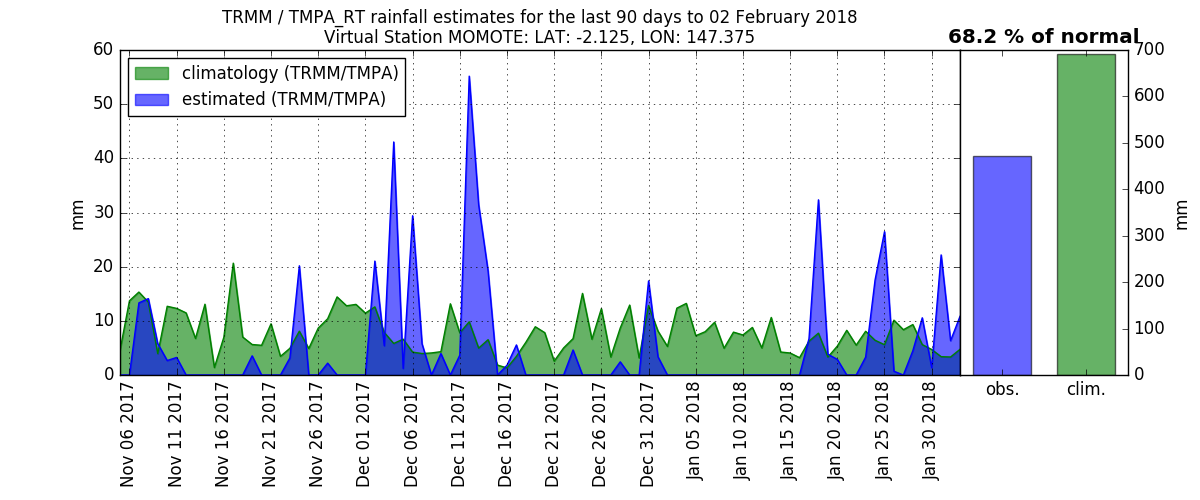 TRMM / TMPA_RT rainfall estimates for the last 90 days to 02 February 2018
Virtual Station MOMOTE: LAT: -2.125, LON: 147.375
68.2 % of normal
climatology (TRMM/TMPA)
estimated (TRMM/TMPA)
60
50
40
30
20
10
0
mm
Nov 06 2017
Nov 11 2017
Nov 16 2017
Nov 21 2017
Nov 26 2017
Dec 01 2017
Dec 06 2017
Dec 11 2017
Dec 16 2017
Dec 21 2017
Dec 26 2017
Dec 31 2017
Jan 05 2018
Jan 10 2018
Jan 15 2018
Jan 20 2018
Jan 25 2018
Jan 30 2018
700
600
500
400
300
200
100
0
mm
obs.
clim.